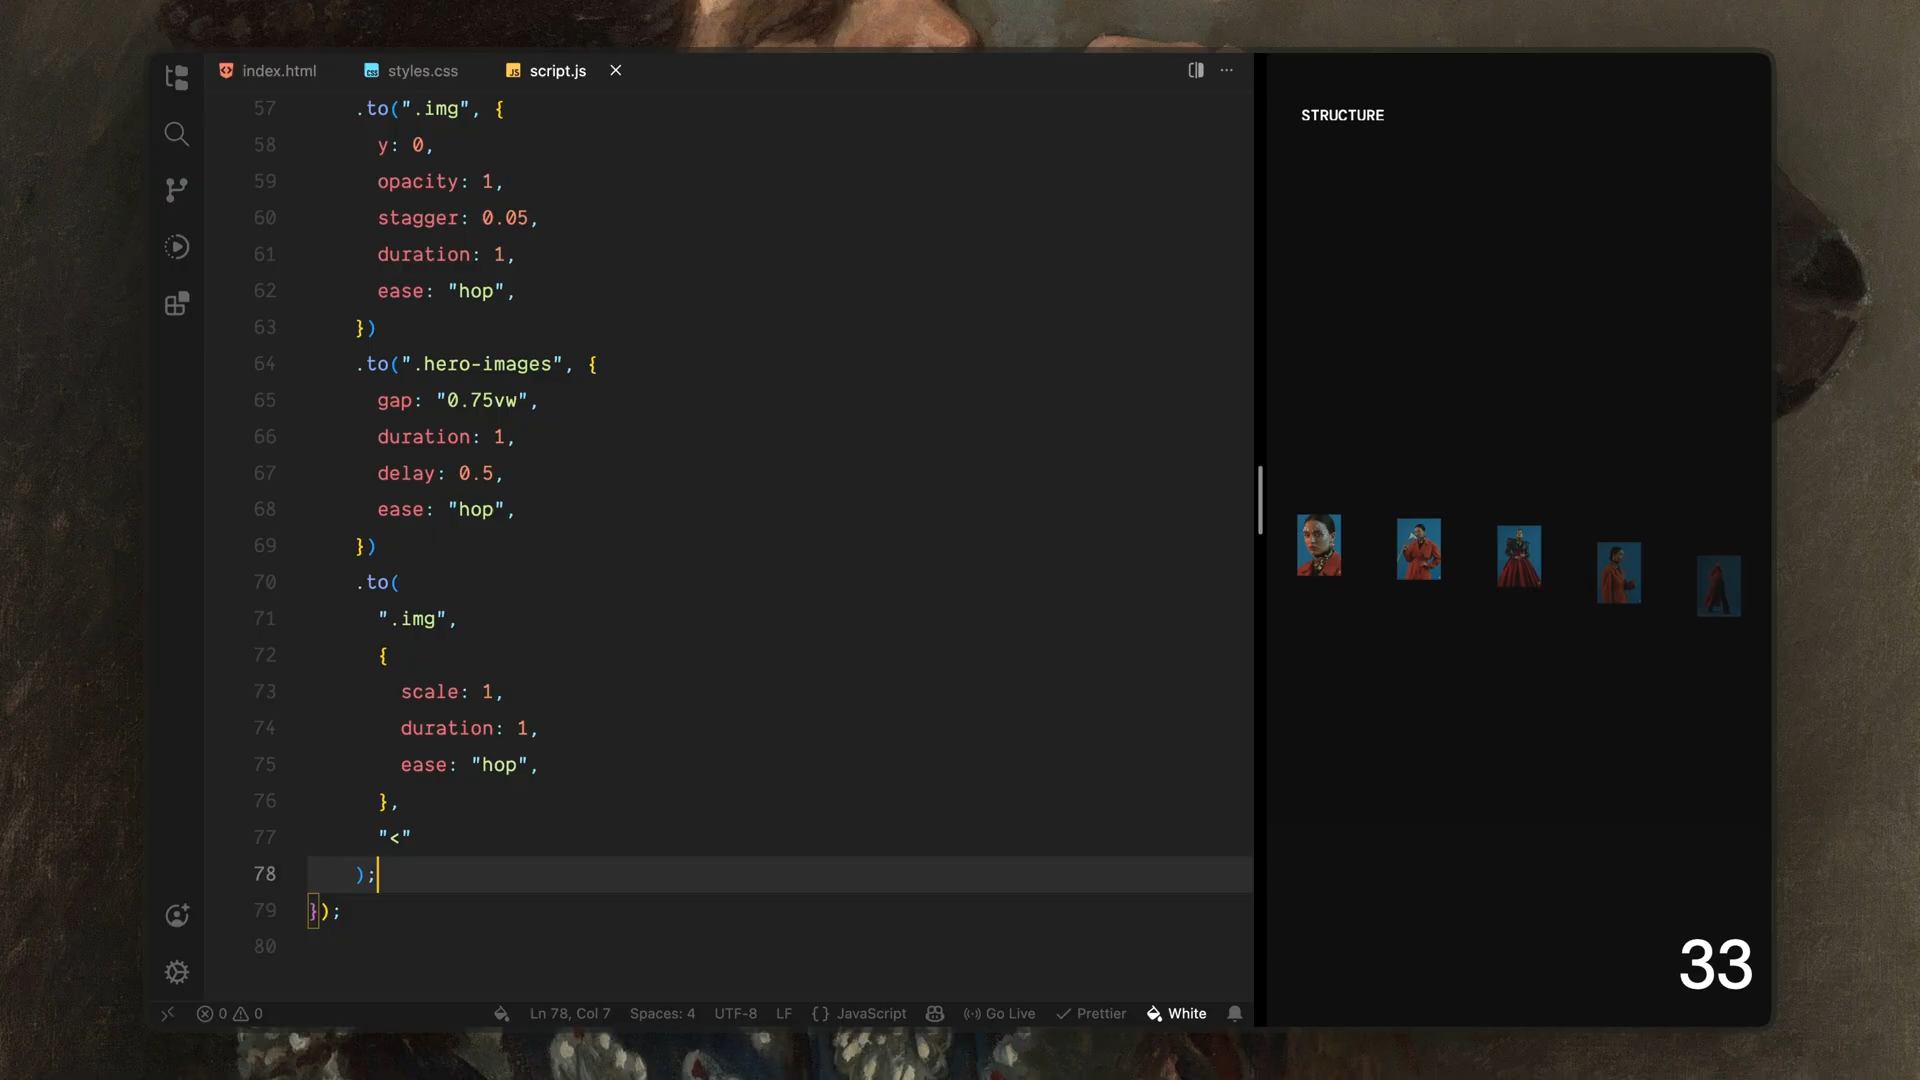 index.html
styles.css
script.js
57 .to(".img", {
58 y: 0,
59 opacity: 1,
60 stagger: 0.05,
61 duration: 1,
62 ease: "hop",
63 })
64 .to(".hero-images", {
65 gap: "0.75vw",
66 duration: 1,
67 delay: 0.5,
68 ease: "hop",
69 })
70 .to(
71 ".img",
72 {
73 scale: 1,
74 duration: 1,
75 ease: "hop",
76 },
77 "<"
78 );
79 });
80
STRUCTURE
33
0 0
Ln 78, Col 7
Spaces: 4
UTF-8
LF
{} JavaScript
Go Live
Prettier
White